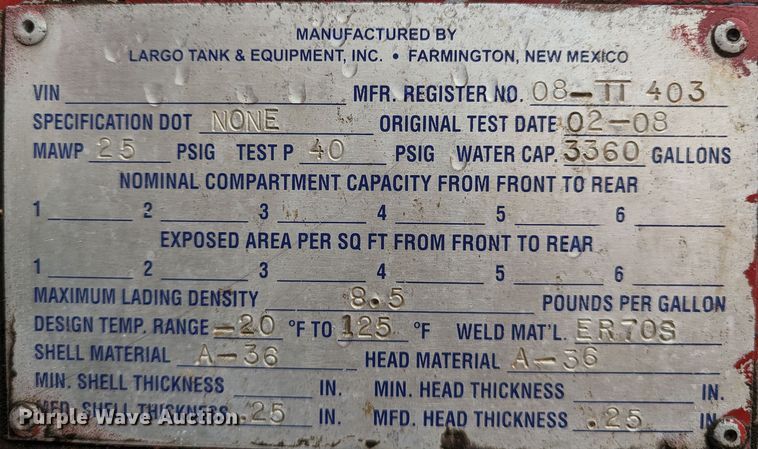 MANUFACTURED BY
LARGO TANK & EQUIPMENT, INC. • FARMINGTON, NEW MEXICO
VIN MFR. REGISTER NO. 08-TT 403
SPECIFICATION DOT NONE ORIGINAL TEST DATE 02-08
MAWP 25 PSIG TEST P 40 PSIG WATER CAP. 3360 GALLONS
NOMINAL COMPARTMENT CAPACITY FROM FRONT TO REAR
1 2 3 4 5 6
EXPOSED AREA PER SQ FT FROM FRONT TO REAR
1 2 3 4 5 6
MAXIMUM LADING DENSITY 8.5 POUNDS PER GALLON
DESIGN TEMP. RANGE -20 °F TO 125 °F WELD MAT'L. ER70S
SHELL MATERIAL A-36 HEAD MATERIAL A-36
MIN. SHELL THICKNESS IN. MIN. HEAD THICKNESS IN.
MFD. SHELL THICKNESS .25 IN. MFD. HEAD THICKNESS .25 IN.
Purple Wave Auction